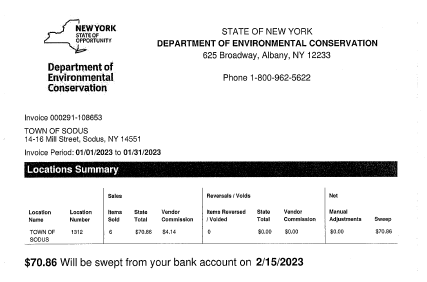 NEW YORK
STATE OF
OPPORTUNITY
Department of
Environmental
Conservation
STATE OF NEW YORK
DEPARTMENT OF ENVIRONMENTAL CONSERVATION
625 Broadway, Albany, NY 12233
Phone 1-800-962-5622
Invoice 000291-108653
TOWN OF SODUS
14-16 Mill Street, Sodus, NY 14551
Invoice Period: 01/01/2023 to 01/31/2023
Locations Summary
Sales Reversals / Voids Net
Location Name Location Number Items Sold State Total Vendor Commission Items Reversed / Voided State Total Vendor Commission Manual Adjustments Sweep
TOWN OF SODUS 1312 6 $70.86 $4.14 0 $0.00 $0.00 $0.00 $70.86
$70.86 Will be swept from your bank account on 2/15/2023